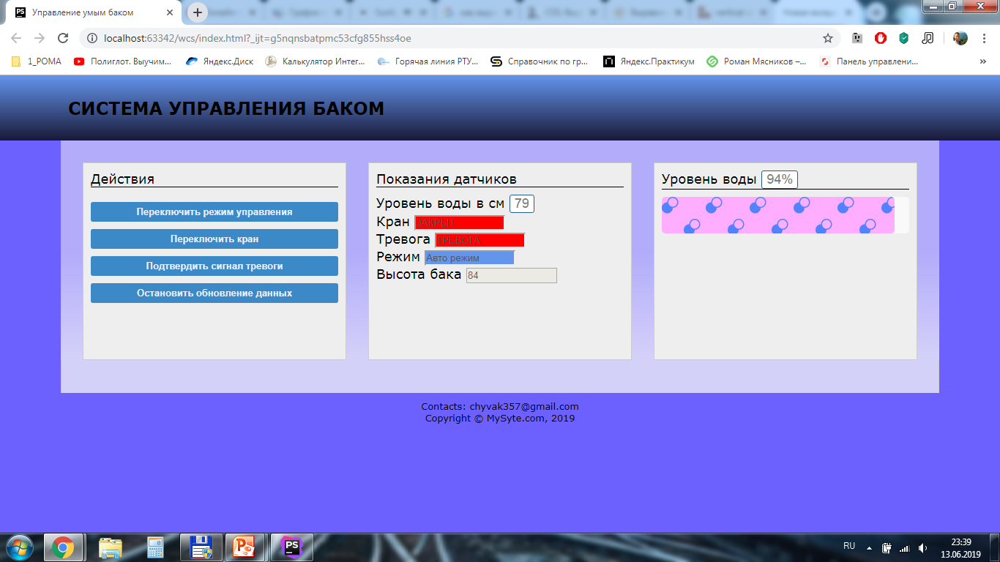 Управление умым баком
localhost:63342/wcs/index.html?_ijt=g5nqnsbatpmc53cfg855hss4oe
1_РОМА
Полиглот. Выучим...
Яндекс.Диск
Калькулятор Интег...
Горячая линия РТУ...
Справочник по гр...
Яндекс.Практикум
Роман Мясников –...
Панель управлени...
СИСТЕМА УПРАВЛЕНИЯ БАКОМ
Действия
Переключить режим управления
Переключить кран
Подтвердить сигнал тревоги
Остановить обновление данных
Показания датчиков
Уровень воды в см 79
Кран ЗАКРЫТ
Тревога ТРЕВОГА
Режим Авто режим
Высота бака 84
Уровень воды 94%
Contacts: chyvak357@gmail.com
Copyright © MySyte.com, 2019
RU
23:39
13.06.2019